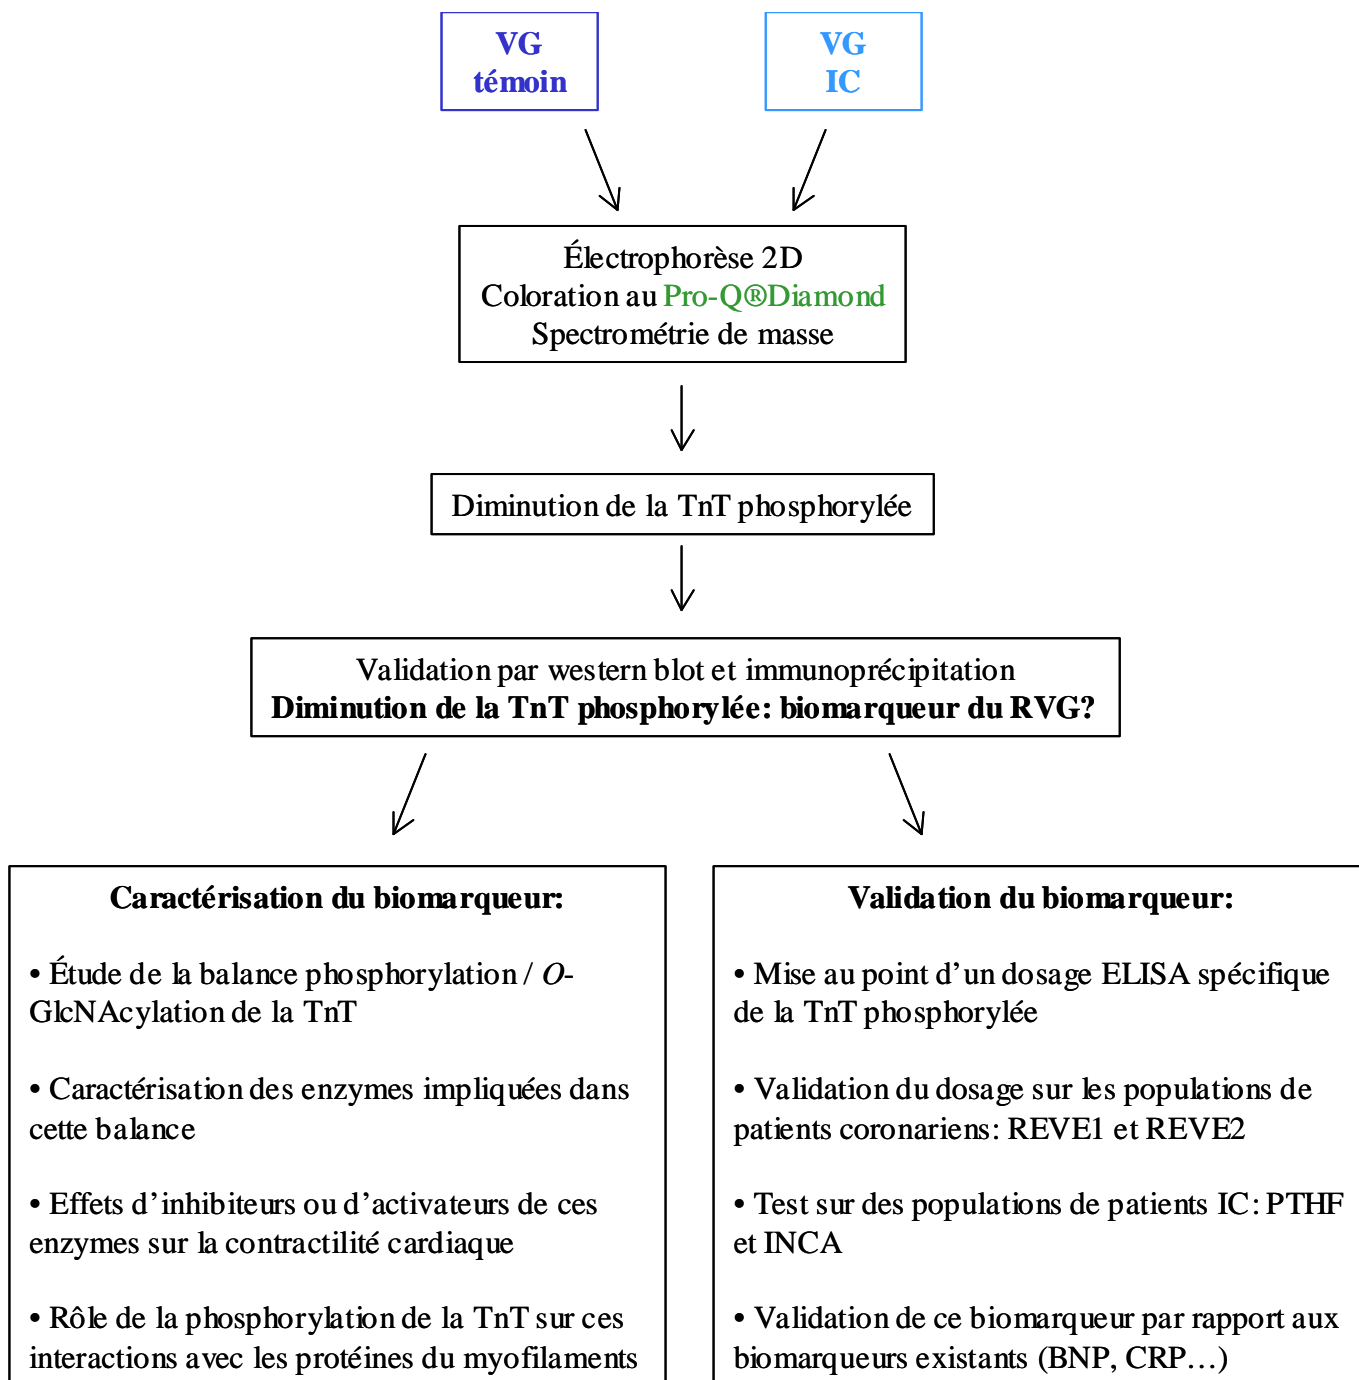 VG
témoin
VG
IC
Électrophorèse 2D
Coloration au Pro-Q®Diamond
Spectrométrie de masse
Diminution de la TnT phosphorylée
Validation par western blot et immunoprécipitation
Diminution de la TnT phosphorylée: biomarqueur du RVG?
Caractérisation du biomarqueur:
• Étude de la balance phosphorylation / O-
GlcNAcylation de la TnT
• Caractérisation des enzymes impliquées dans
cette balance
• Effets d’inhibiteurs ou d’activateurs de ces
enzymes sur la contractilité cardiaque
• Rôle de la phosphorylation de la TnT sur ces
interactions avec les protéines du myofilaments
Validation du biomarqueur:
• Mise au point d’un dosage ELISA spécifique
de la TnT phosphorylée
• Validation du dosage sur les populations de
patients coronariens: REVE1 et REVE2
• Test sur des populations de patients IC: PTHF
et INCA
• Validation de ce biomarqueur par rapport aux
biomarqueurs existants (BNP, CRP…)